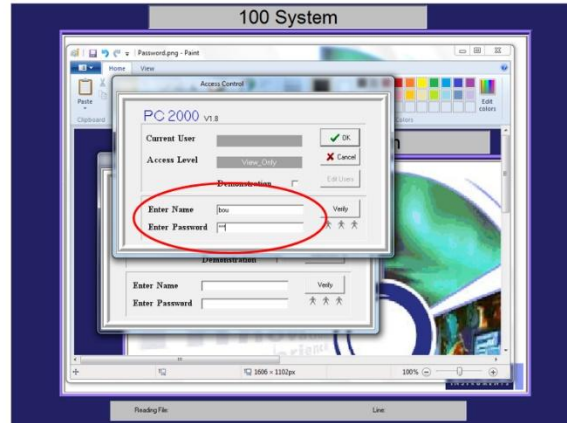 100 System
Password.png - Paint
Home View
Paste
Clipboard
Edit colors
Colors
Access Control
PC 2000 V1.8
Current User
OK
Access Level
View_Only
Cancel
Demonstration
Edit Users
Enter Name
bou
Verify
Enter Password
**
Demonstration
Enter Name
Verify
Enter Password
1606 × 1102px
100%
INSTRUMENTS
Reading File:
Line: